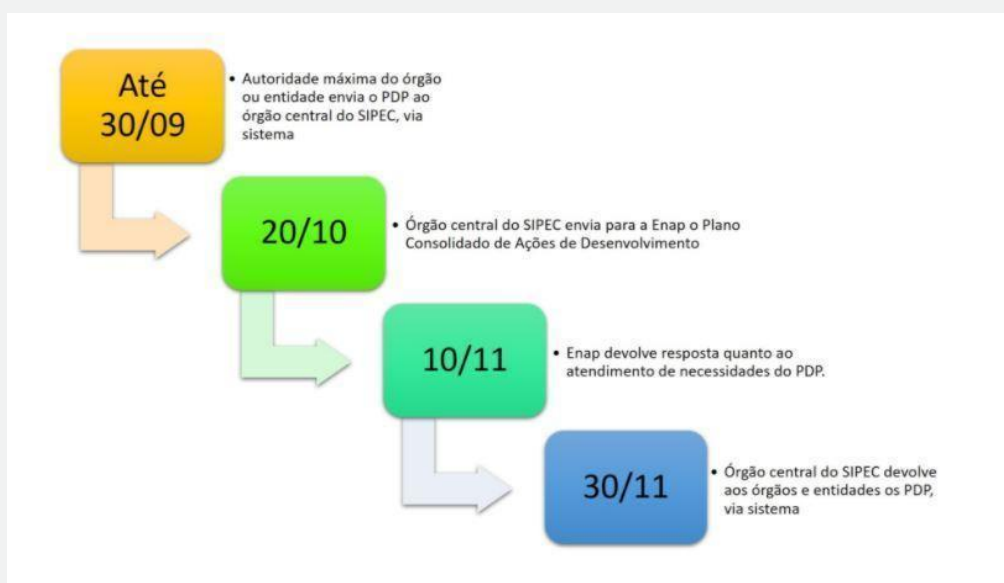 Até
30/09
• Autoridade máxima do órgão
ou entidade envia o PDP ao
órgão central do SIPEC, via
sistema
20/10
• Órgão central do SIPEC envia para a Enap o Plano
Consolidado de Ações de Desenvolvimento
10/11
• Enap devolve resposta quanto ao
atendimento de necessidades do PDP.
30/11
• Órgão central do SIPEC devolve
aos órgãos e entidades os PDP,
via sistema